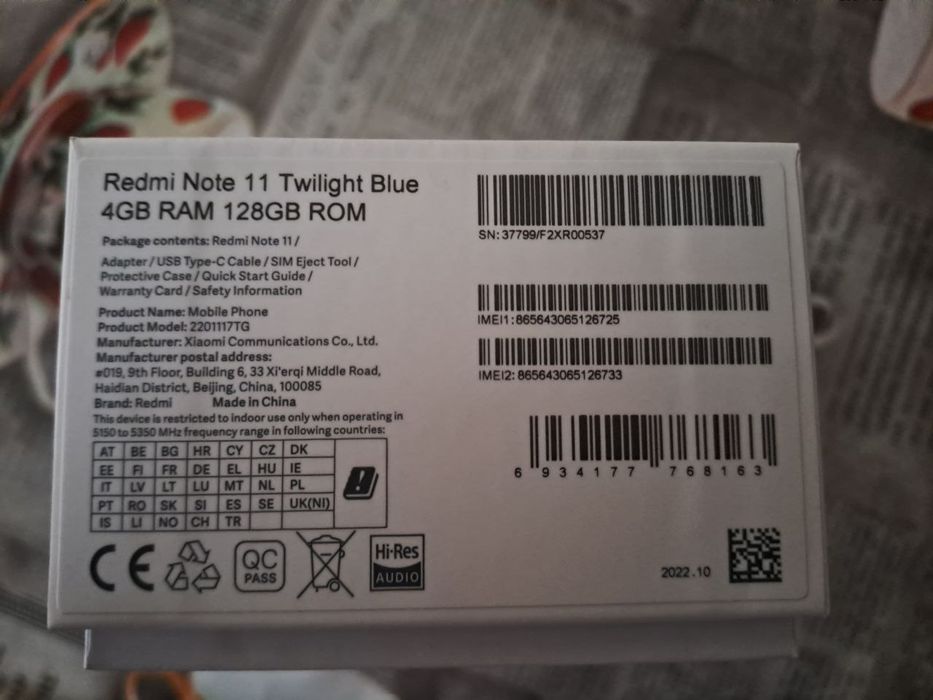 Redmi Note 11 Twilight Blue
4GB RAM 128GB ROM
Package contents: Redmi Note 11 /
Adapter / USB Type-C Cable / SIM Eject Tool /
Protective Case / Quick Start Guide /
Warranty Card / Safety Information
Product Name: Mobile Phone
Product Model: 2201117TG
Manufacturer: Xiaomi Communications Co., Ltd.
Manufacturer postal address:
#019, 9th Floor, Building 6, 33 Xi'erqi Middle Road,
Haidian District, Beijing, China, 100085
Brand: Redmi Made in China
This device is restricted to indoor use only when operating in
5150 to 5350 MHz frequency range in following countries:
AT BE BG HR CY CZ DK
EE FI FR DE EL HU IE
IT LV LT LU MT NL PL
PT RO SK SI ES SE UK(NI)
IS LI NO CH TR
CE
QC
PASS
Hi-Res
AUDIO
SN: 37799/F2XR00537
IMEI1: 865643065126725
IMEI2: 865643065126733
6 934177 768163
2022.10